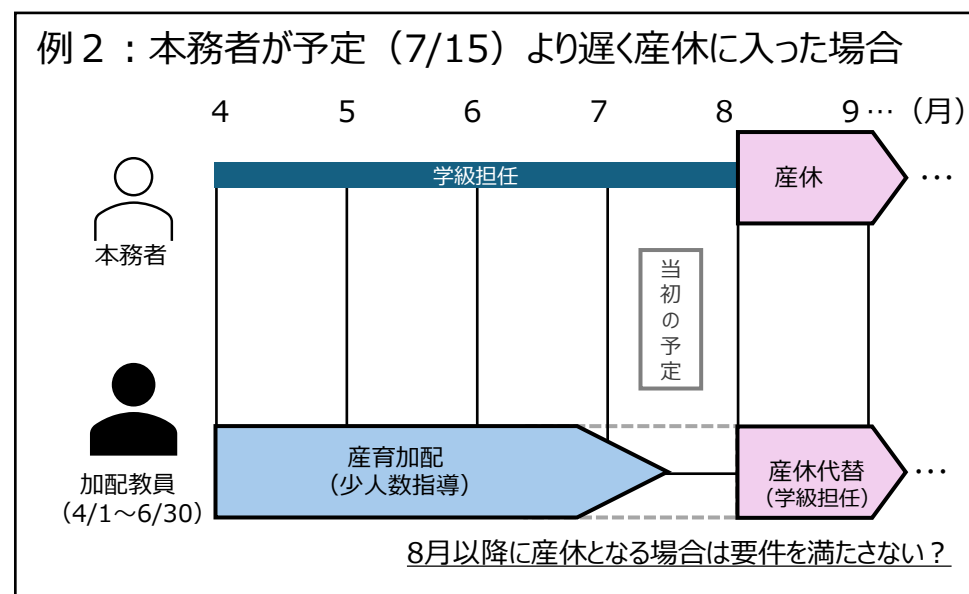 例２：本務者が予定（7/15）より遅く産休に入った場合
4 5 6 7 8 9 … （月）
学級担任
産休
…
本務者
当初の予定
産育加配
（少人数指導）
産休代替
（学級担任）
…
加配教員
（4/1～6/30）
8月以降に産休となる場合は要件を満たさない？